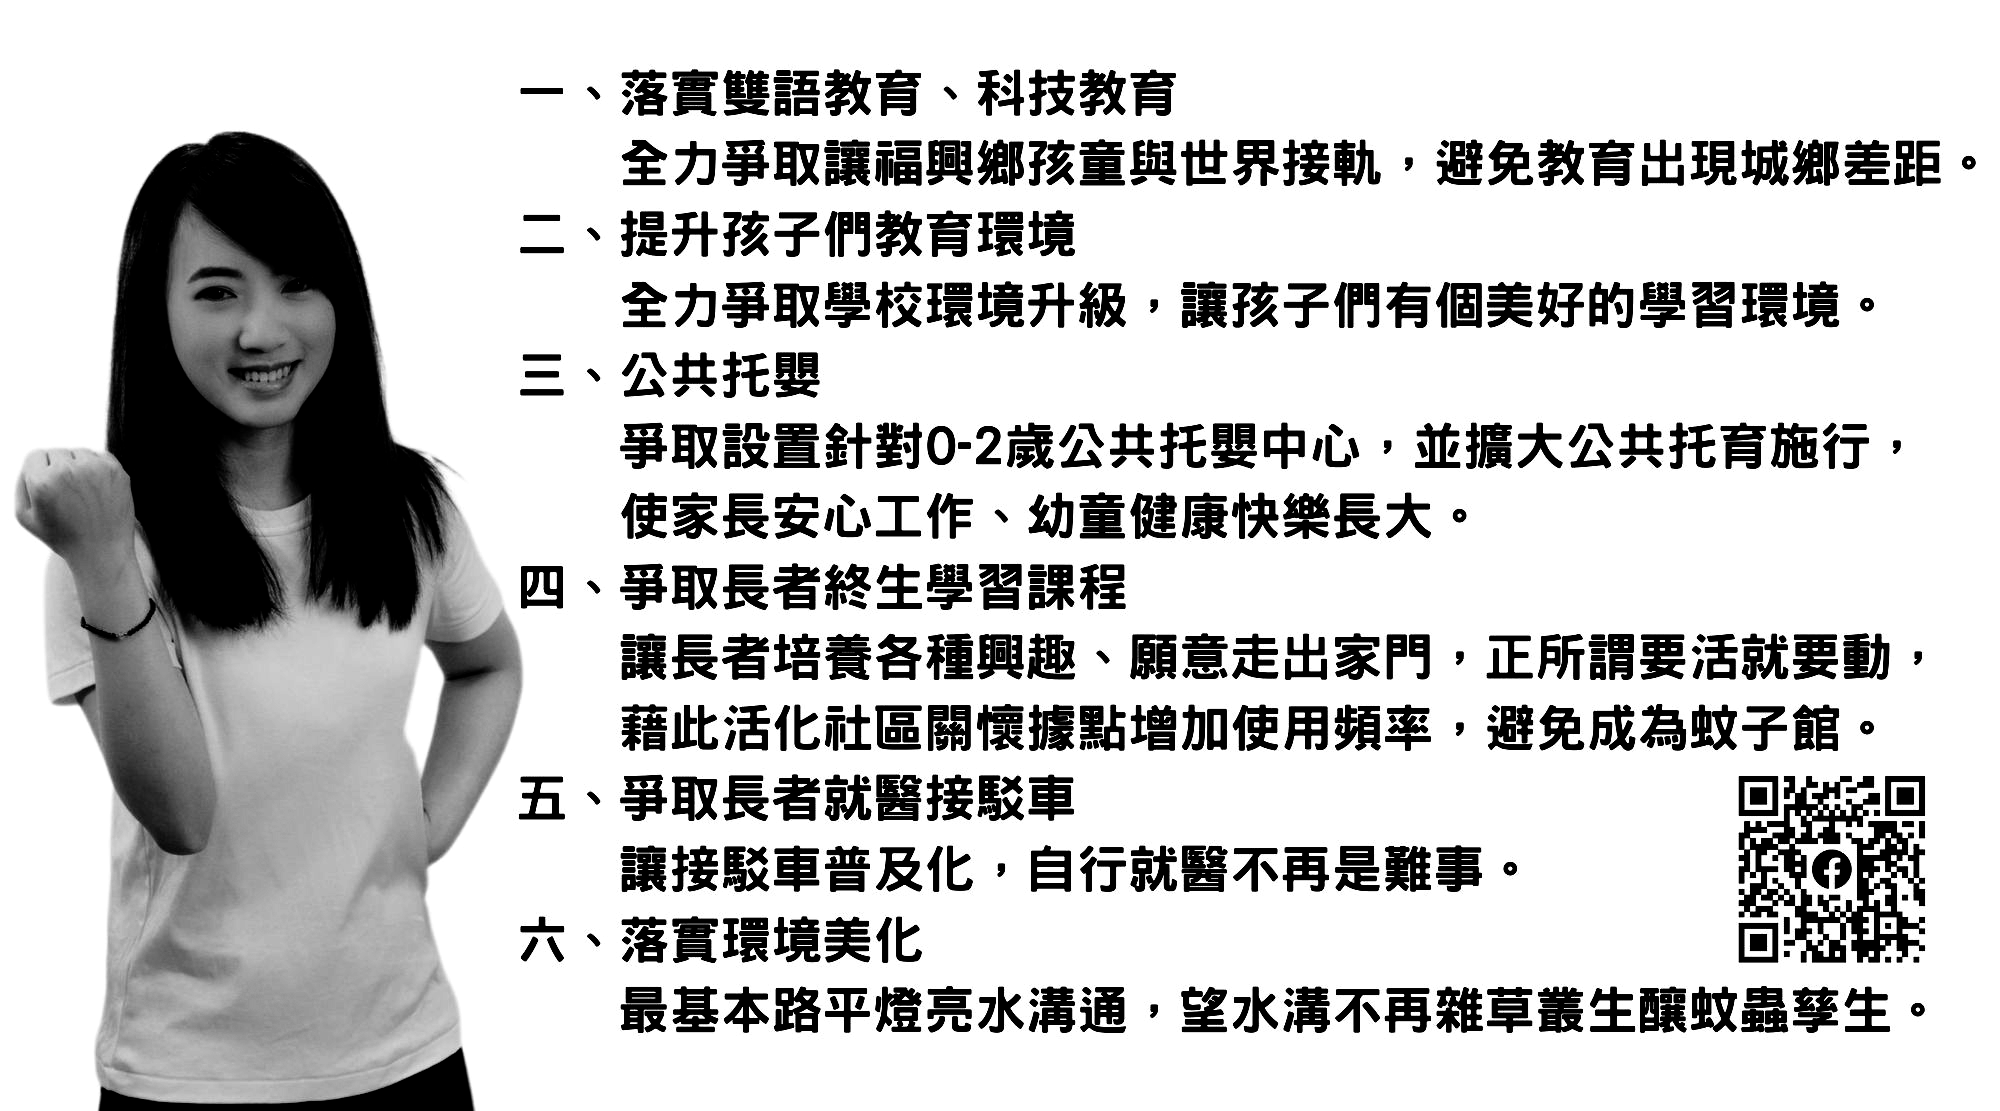 一、落實雙語教育、科技教育
全力爭取讓福興鄉孩童與世界接軌，避免教育出現城鄉差距。
二、提升孩子們教育環境
全力爭取學校環境升級，讓孩子們有個美好的學習環境。
三、公共托嬰
爭取設置針對0-2歲公共托嬰中心，並擴大公共托育施行，
使家長安心工作、幼童健康快樂長大。
四、爭取長者終生學習課程
讓長者培養各種興趣、願意走出家門，正所謂要活就要動，
藉此活化社區關懷據點增加使用頻率，避免成為蚊子館。
五、爭取長者就醫接駁車
讓接駁車普及化，自行就醫不再是難事。
六、落實環境美化
最基本路平燈亮水溝通，望水溝不再雜草叢生釀蚊蟲孳生。